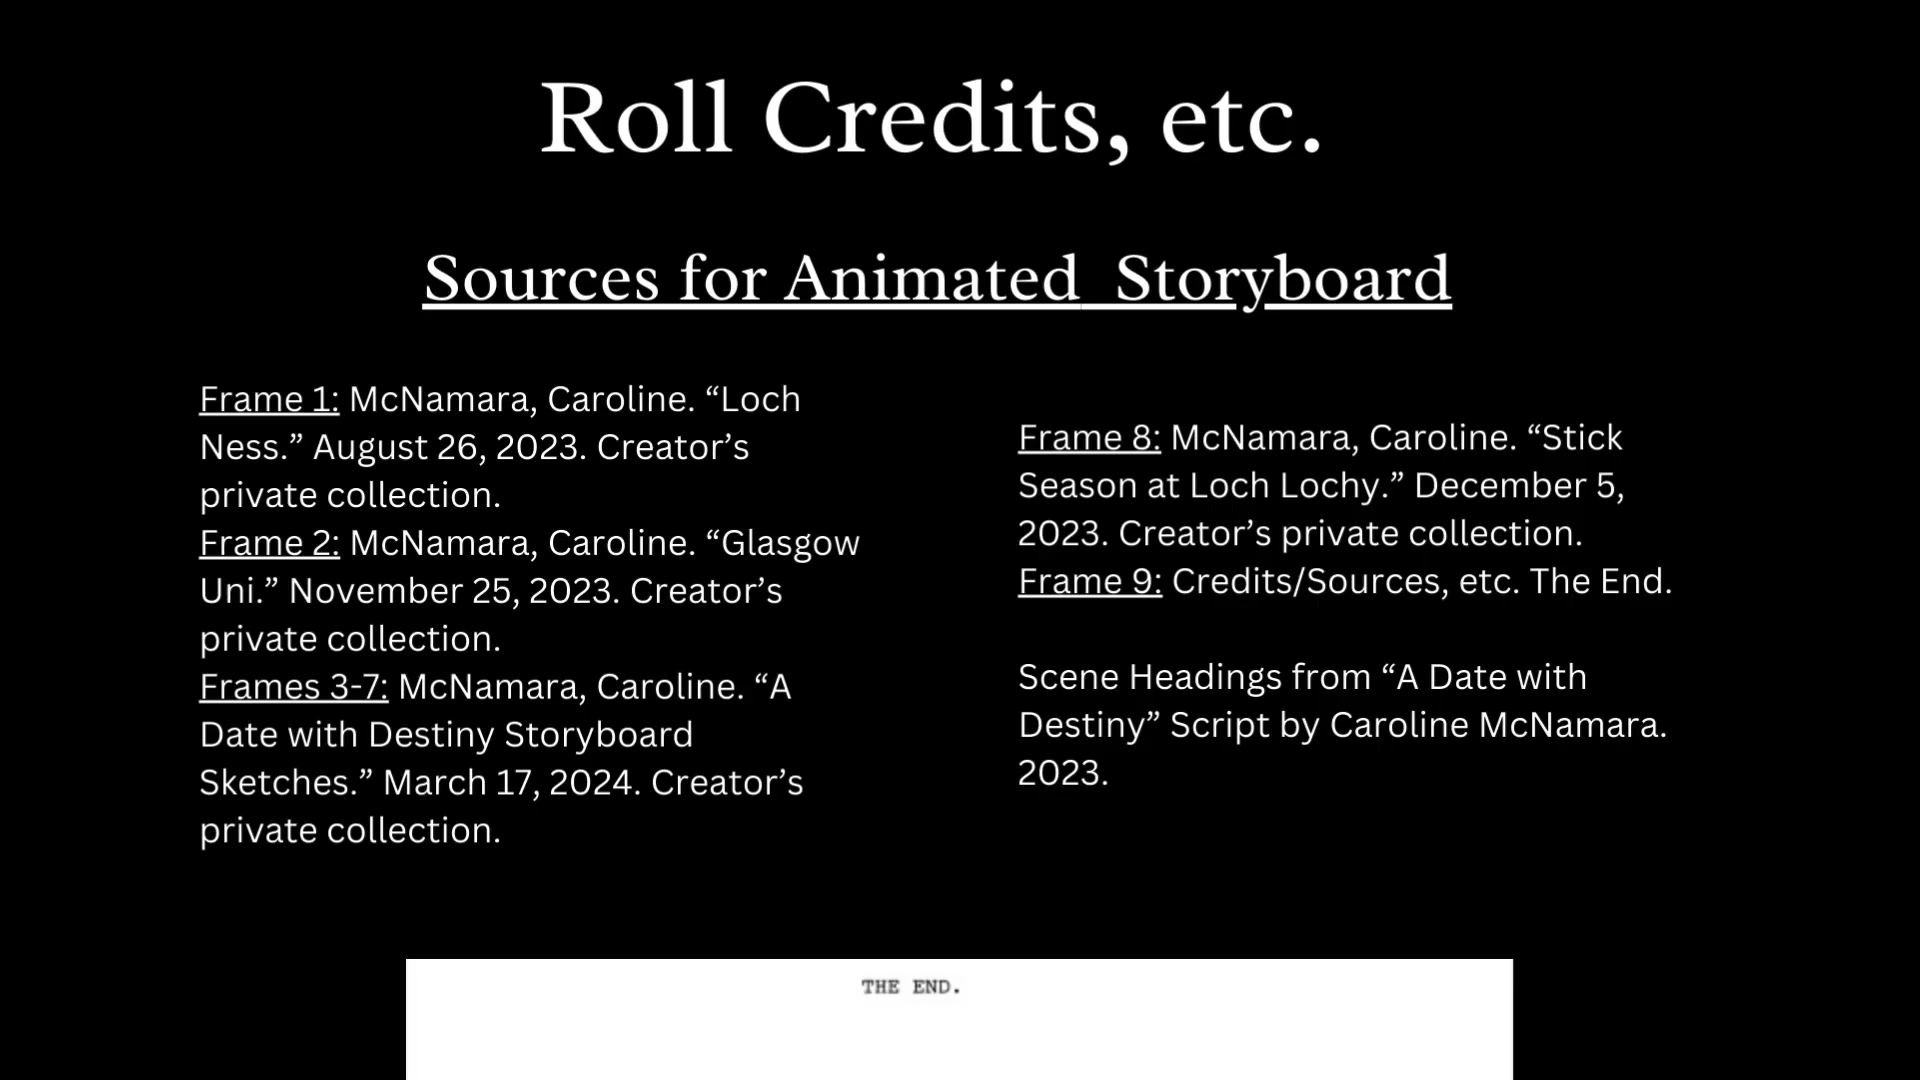 Roll Credits, etc.
Sources for Animated  Storyboard
Frame 1: McNamara, Caroline. “Loch
Ness.” August 26, 2023. Creator’s
private collection.
Frame 2: McNamara, Caroline. “Glasgow
Uni.” November 25, 2023. Creator’s
private collection.
Frames 3-7: McNamara, Caroline. “A
Date with Destiny Storyboard
Sketches.” March 17, 2024. Creator’s
private collection.
Frame 8: McNamara, Caroline. “Stick
Season at Loch Lochy.” December 5,
2023. Creator’s private collection.
Frame 9: Credits/Sources, etc. The End.
Scene Headings from “A Date with
Destiny” Script by Caroline McNamara.
2023.
THE END.